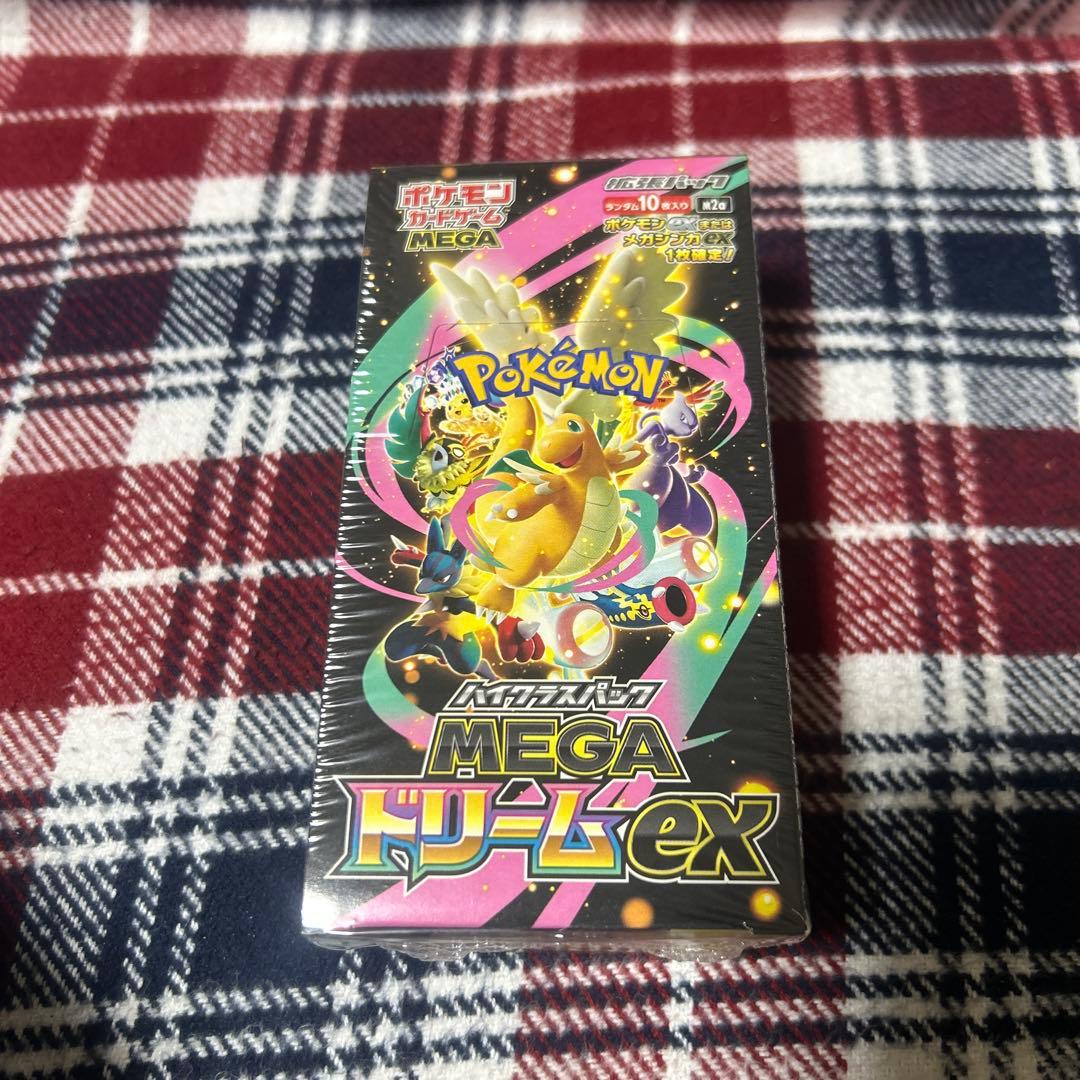 ポケモン
カードゲーム
MEGA
拡張パック
ランダム10枚入り M2a
ポケモンexまたは
メガシンカex
1枚確定!
POKéMON
ハイクラスパック
MEGA
ドリームex